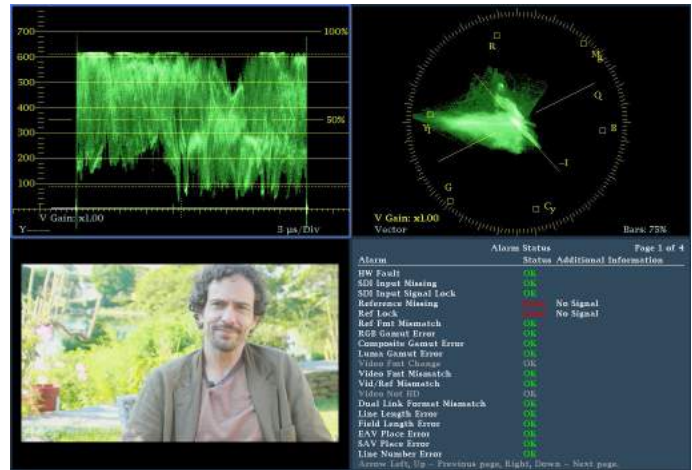 700
100%
600
500
400
50%
300
200
100
V Gain: x1.00
Y
5 µs/Div
R
Mg
Q
B
Yl
-I
G
Cy
V Gain: x1.00
Vector
Bars: 75%
Alarm Status Page 1 of 4
Alarm Status Additional Information
HW Fault OK
SDI Input Missing OK
SDI Input Signal Lock OK
Reference Missing No Signal
Ref Lock No Signal
Ref Fmt Mismatch OK
RGB Gamut Error OK
Composite Gamut Error OK
Luma Gamut Error OK
Video Fmt Change OK
Video Fmt Mismatch OK
Vid/Ref Mismatch OK
Video Not HD OK
Dual Link Format Mismatch OK
Line Length Error OK
Field Length Error OK
EAV Place Error OK
SAV Place Error OK
Line Number Error OK
Arrow Left, Up - Previous page, Right, Down - Next page.